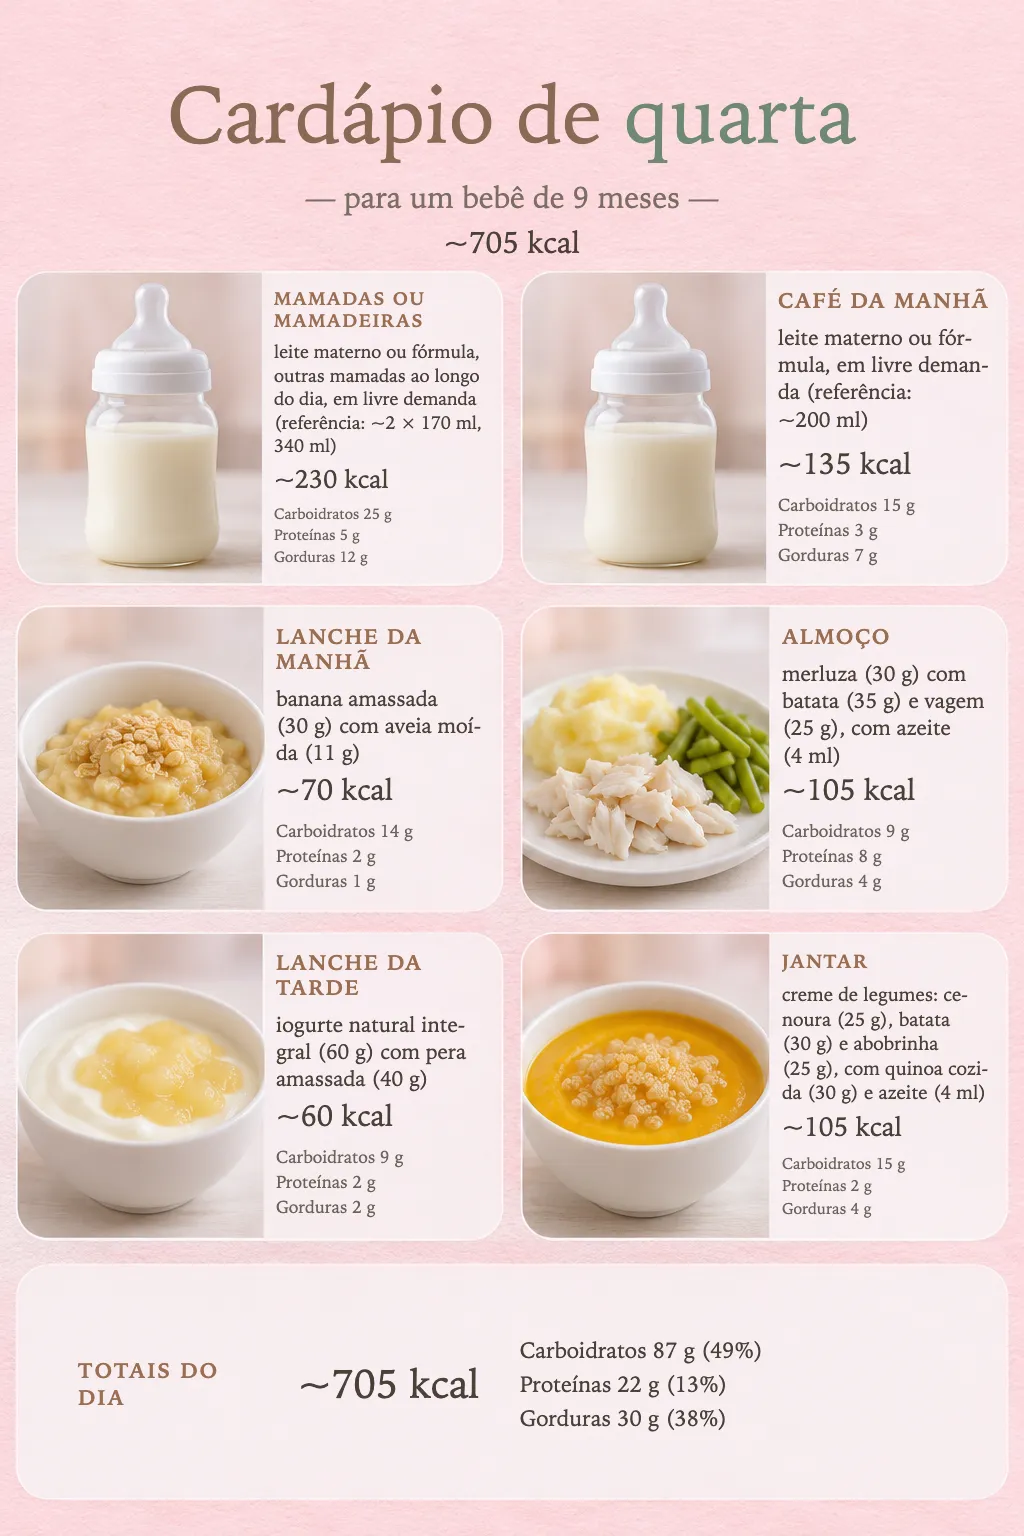 Cardápio de quarta
— para um bebê de 9 meses —
~705 kcal
MAMADAS OU
MAMADEIRAS
leite materno ou fórmula,
outras mamadas ao longo
do dia, em livre demanda
(referência: ~2 × 170 ml,
340 ml)
~230 kcal
Carboidratos 25 g
Proteínas 5 g
Gorduras 12 g
CAFÉ DA MANHÃ
leite materno ou fór-
mula, em livre deman-
da (referência:
~200 ml)
~135 kcal
Carboidratos 15 g
Proteínas 3 g
Gorduras 7 g
LANCHE DA
MANHÃ
banana amassada
(30 g) com aveia moí-
da (11 g)
~70 kcal
Carboidratos 14 g
Proteínas 2 g
Gorduras 1 g
ALMOÇO
merluza (30 g) com
batata (35 g) e vagem
(25 g), com azeite
(4 ml)
~105 kcal
Carboidratos 9 g
Proteínas 8 g
Gorduras 4 g
LANCHE DA
TARDE
iogurte natural inte-
gral (60 g) com pera
amassada (40 g)
~60 kcal
Carboidratos 9 g
Proteínas 2 g
Gorduras 2 g
JANTAR
creme de legumes: ce-
noura (25 g), batata
(30 g) e abobrinha
(25 g), com quinoa cozi-
da (30 g) e azeite (4 ml)
~105 kcal
Carboidratos 15 g
Proteínas 2 g
Gorduras 4 g
TOTAIS DO
DIA
~705 kcal
Carboidratos 87 g (49%)
Proteínas 22 g (13%)
Gorduras 30 g (38%)